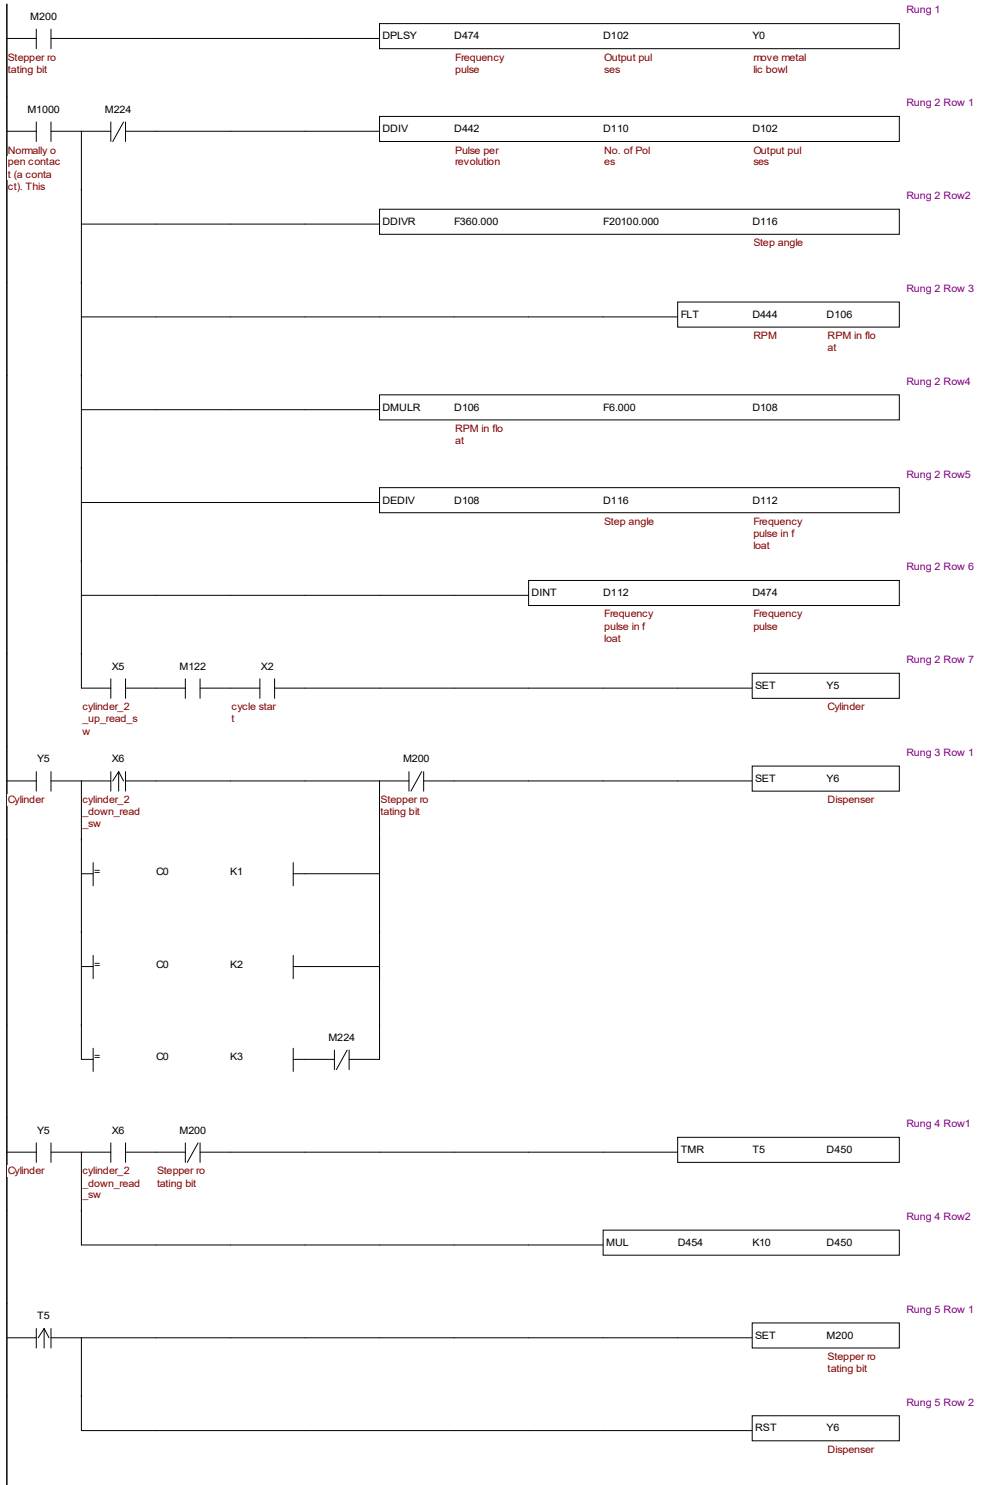 Rung 1
M200
DPLSY D474 D102 Y0
Stepper ro
tating bit
Frequency
pulse
Output pul
ses
move metal
lic bowl
Rung 2 Row 1
M1000 M224
DDIV D442 D110 D102
Normally o
pen contac
t (a conta
ct). This
Pulse per
revolution
No. of Pol
es
Output pul
ses
Rung 2 Row2
DDIVR F360.000 F20100.000 D116
Step angle
Rung 2 Row 3
FLT D444 D106
RPM
RPM in flo
at
Rung 2 Row4
DMULR D106 F6.000 D108
RPM in flo
at
Rung 2 Row5
DEDIV D108 D116 D112
Step angle
Frequency
pulse in f
loat
Rung 2 Row 6
DINT D112 D474
Frequency
pulse in f
loat
Frequency
pulse
Rung 2 Row 7
X5 M122 X2
SET Y5
cylinder_2
_up_read_s
w
cycle star
t
Cylinder
Rung 3 Row 1
Y5 X6 M200
SET Y6
Cylinder
cylinder_2
_down_read
_sw
Stepper ro
tating bit
Dispenser
= C0 K1
= C0 K2
M224
= C0 K3
Rung 4 Row1
Y5 X6 M200
TMR T5 D450
Cylinder
cylinder_2
_down_read
_sw
Stepper ro
tating bit
Rung 4 Row2
MUL D454 K10 D450
Rung 5 Row 1
T5
SET M200
Stepper ro
tating bit
Rung 5 Row 2
RST Y6
Dispenser